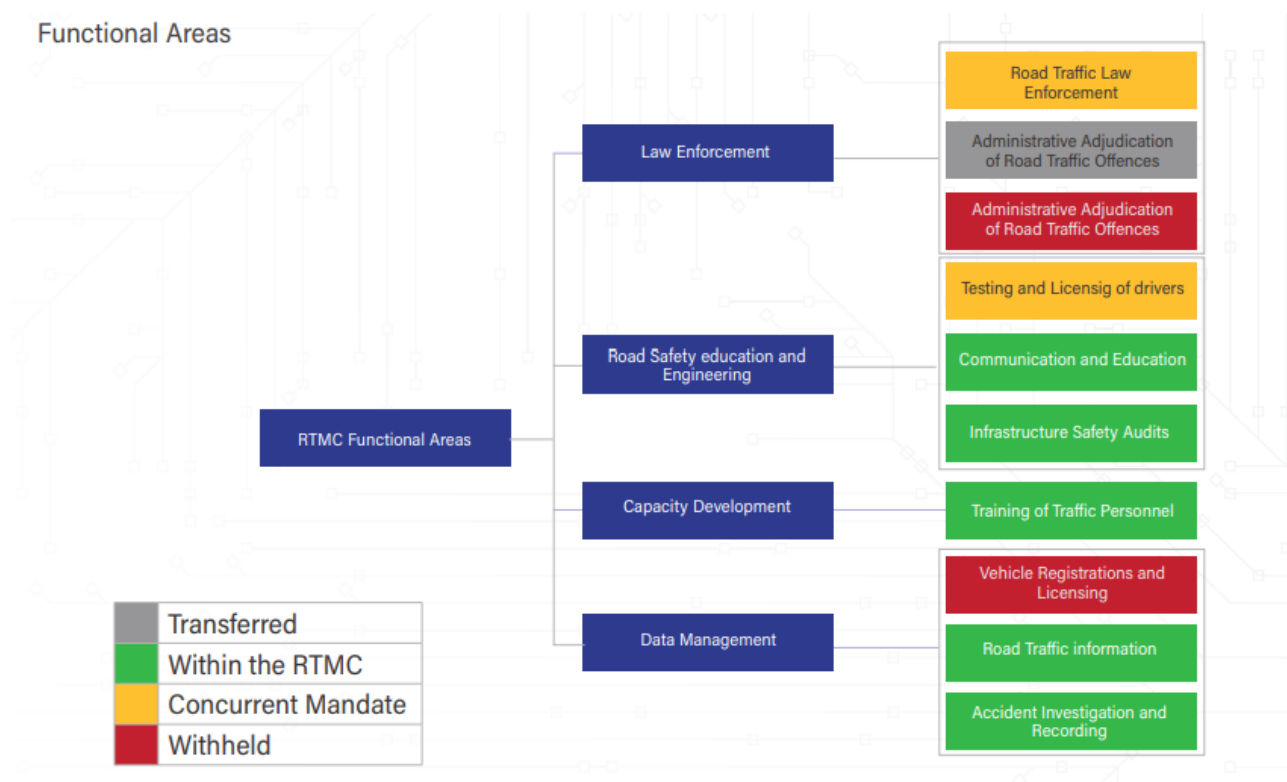 Functional Areas
Road Traffic Law
Enforcement
Law Enforcement
Administrative Adjudication
of Road Traffic Offences
Administrative Adjudication
of Road Traffic Offences
Testing and Licensig of drivers
Road Safety education and
Engineering
Communication and Education
Infrastructure Safety Audits
RTMC Functional Areas
Capacity Development
Training of Traffic Personnel
Vehicle Registrations and
Licensing
Data Management
Road Traffic information
Accident Investigation and
Recording
Transferred
Within the RTMC
Concurrent Mandate
Withheld